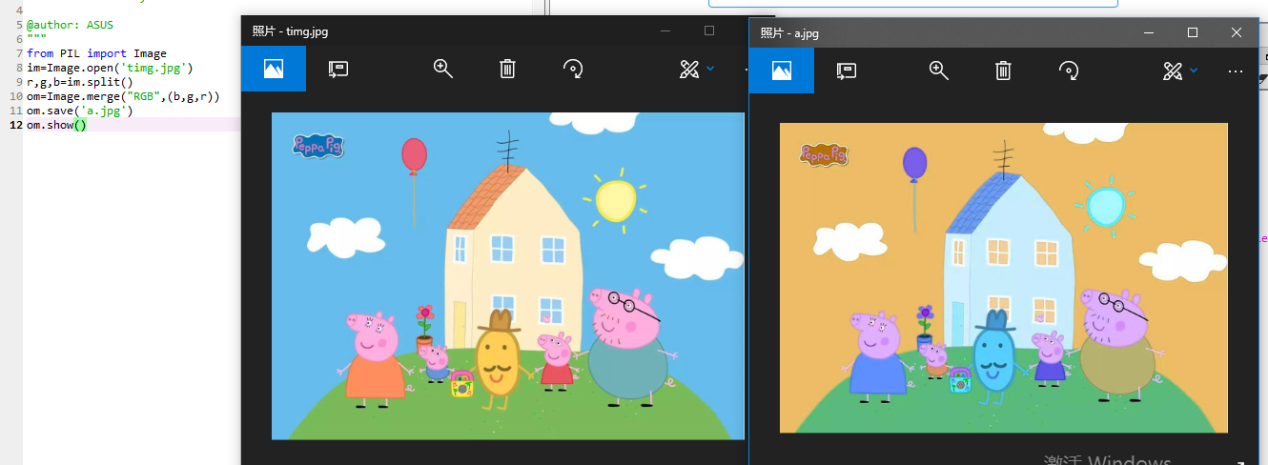 4
5 @author: ASUS
6 """
7 from PIL import Image
8 im=Image.open('timg.jpg')
9 r,g,b=im.split()
10 om=Image.merge("RGB",(b,g,r))
11 om.save('a.jpg')
12 om.show()
照片 - timg.jpg
Peppa Pig
照片 - a.jpg
Peppa Pig
激活 Windows